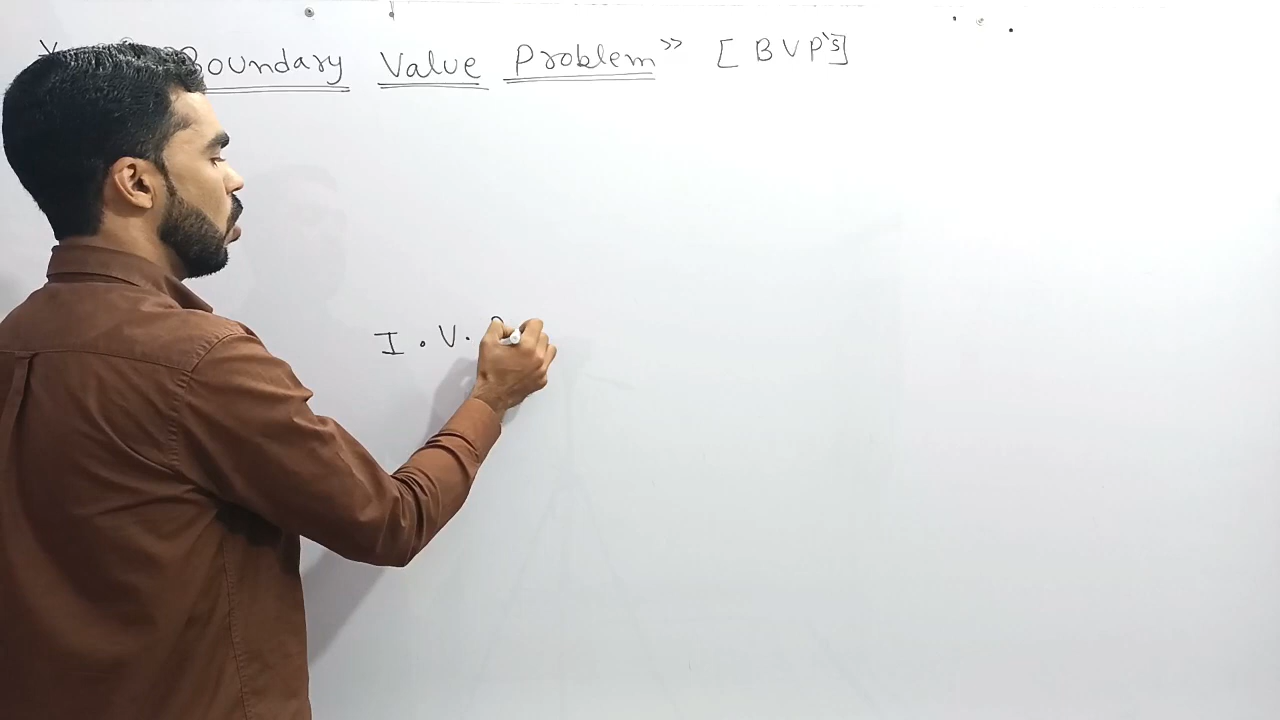 Boundary Value Problem” [ BVP's]
I . V .